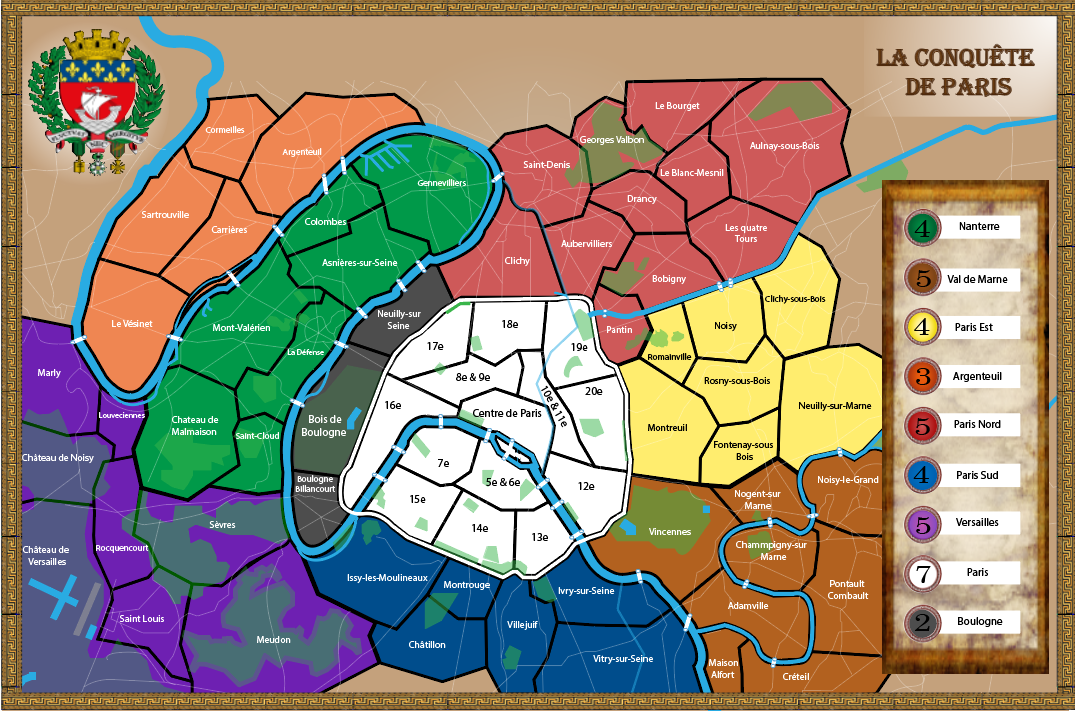 LA CONQUÊTE
DE PARIS
Cormeilles
Argenteuil
Sartrouville
Carrières
Le Vésinet
Gennevilliers
Colombes
Asnières-sur-Seine
Mont-Valérien
La Défense
Chateau de
Malmaison
Saint-Cloud
Neuilly-sur
Seine
Bois de
Boulogne
Boulogne
Billancourt
Saint-Denis
Georges Valbon
Le Bourget
Aulnay-sous-Bois
Le Blanc-Mesnil
Drancy
Les quatre
Tours
Aubervilliers
Clichy
Bobigny
Pantin
Clichy-sous-Bois
Noisy
Romainville
Rosny-sous-Bois
Neuilly-sur-Marne
Montreuil
Fontenay-sous
Bois
18e
17e
19e
8e & 9e
10e & 11e
20e
16e
Centre de Paris
7e
5e & 6e
12e
15e
14e
13e
Marly
Louveciennes
Château de Noisy
Château de
Versailles
Rocquencourt
Sèvres
Saint Louis
Meudon
Issy-les-Moulineaux
Montrouge
Châtillon
Villejuif
Ivry-sur-Seine
Vitry-sur-Seine
Vincennes
Nogent-sur
Marne
Noisy-le-Grand
Chammpigny-sur
Marne
Pontault
Combault
Adamville
Maison
Alfort
Créteil
4 Nanterre
5 Val de Marne
4 Paris Est
3 Argenteuil
5 Paris Nord
4 Paris Sud
5 Versailles
7 Paris
2 Boulogne